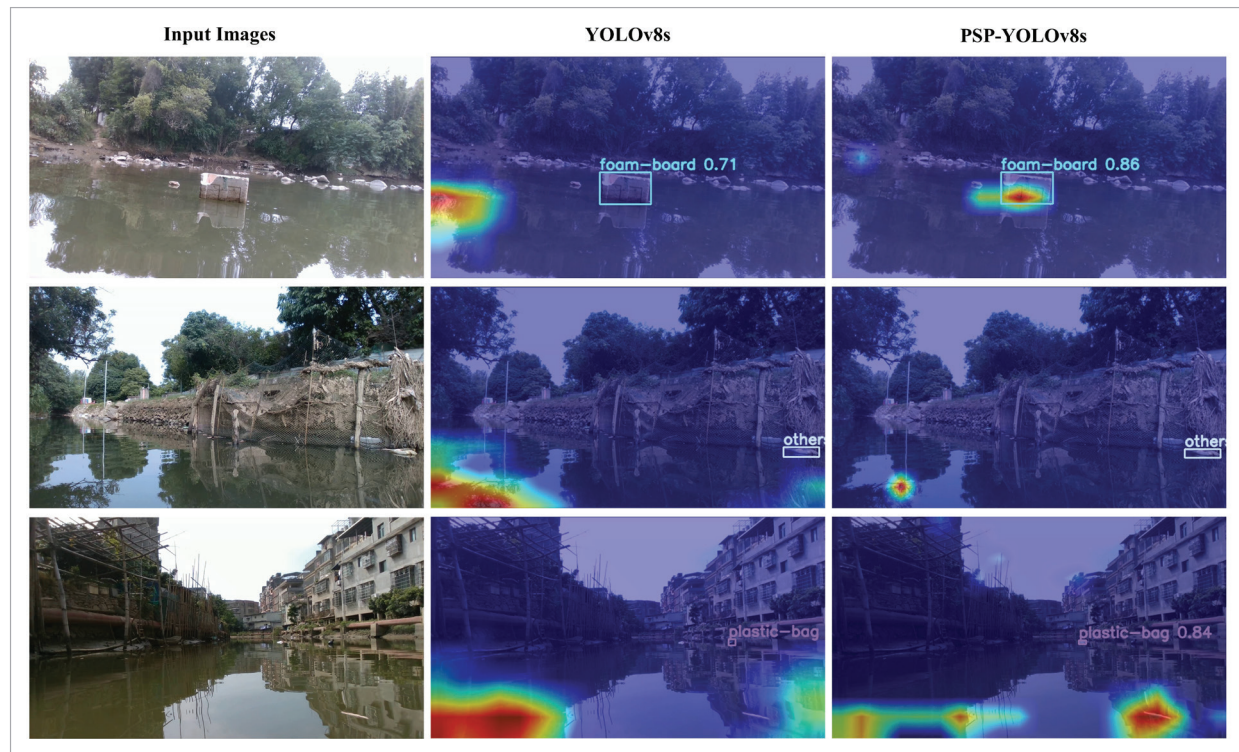 Input Images YOLOv8s PSP-YOLOv8s
foam-board 0.71 foam-board 0.86
others others
plastic-bag plastic-bag 0.84